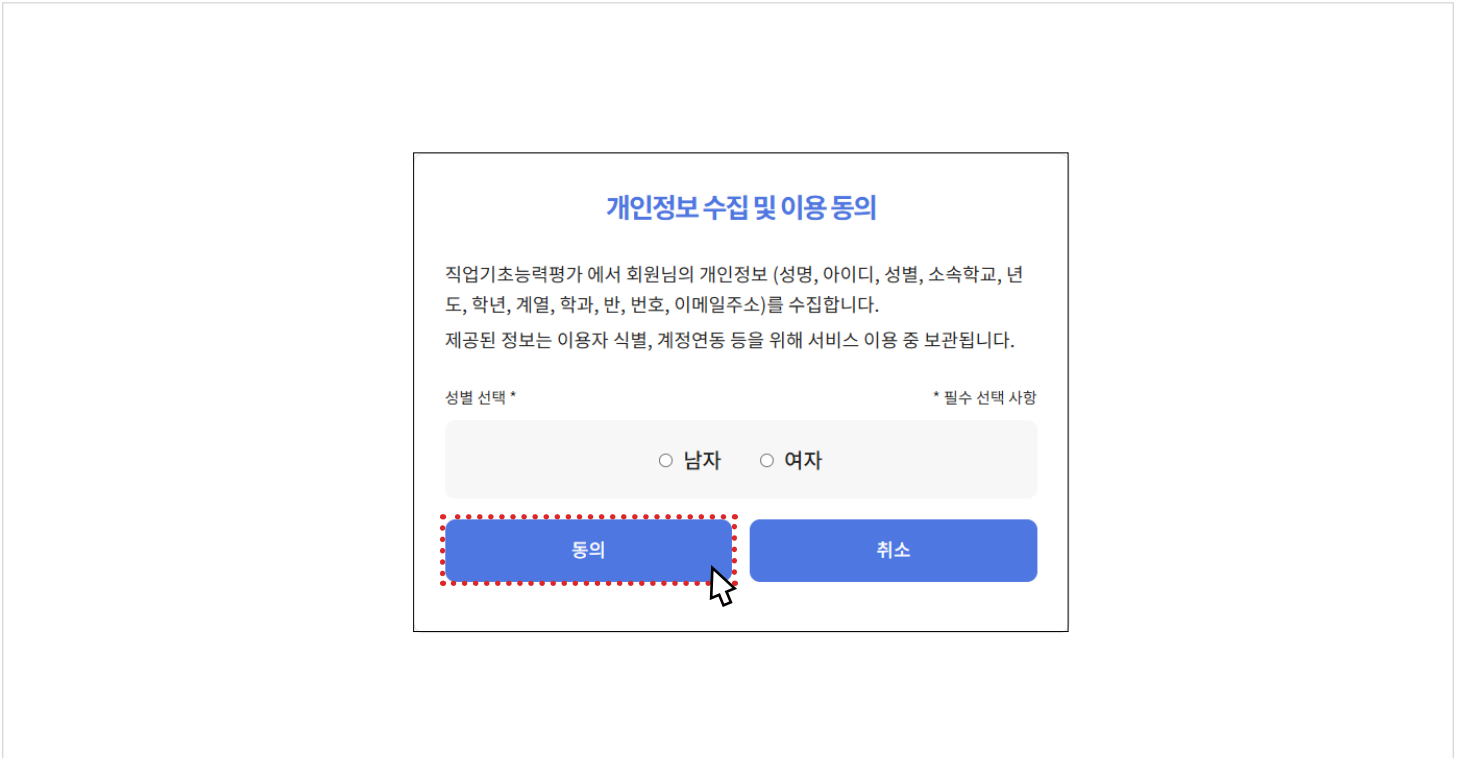 개인정보 수집 및 이용 동의
직업기초능력평가 에서 회원님의 개인정보 (성명, 아이디, 성별, 소속학교, 년
도, 학년, 계열, 학과, 반, 번호, 이메일주소)를 수집합니다.
제공된 정보는 이용자 식별, 계정연동 등을 위해 서비스 이용 중 보관됩니다.
성별 선택 * * 필수 선택 사항
남자 여자
동의 취소